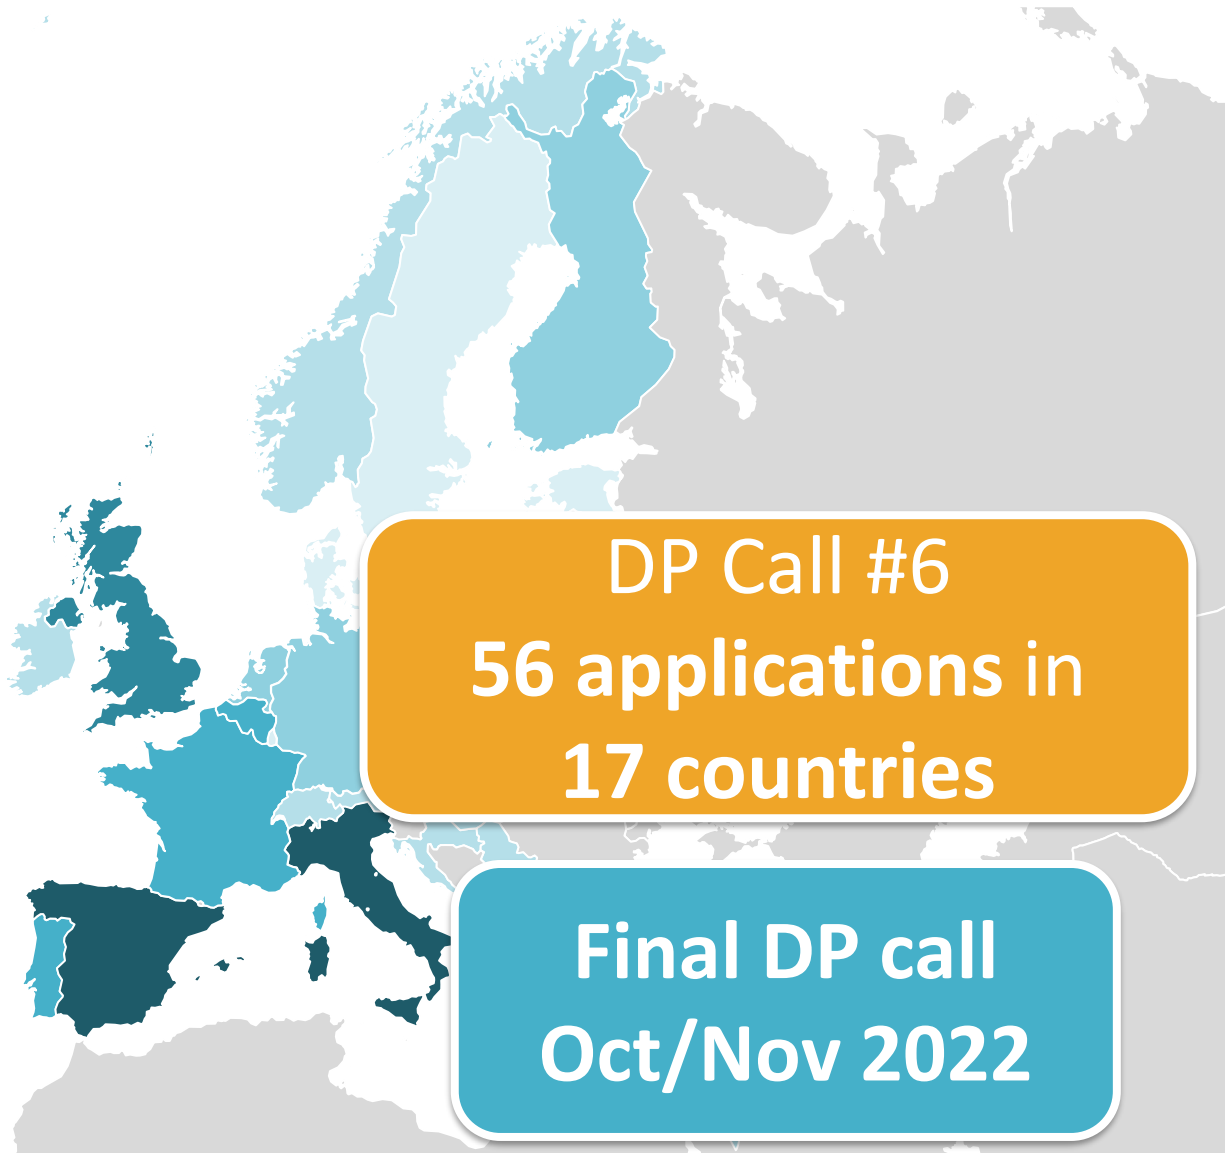 DP Call #6
56 applications in
17 countries
Final DP call
Oct/Nov 2022